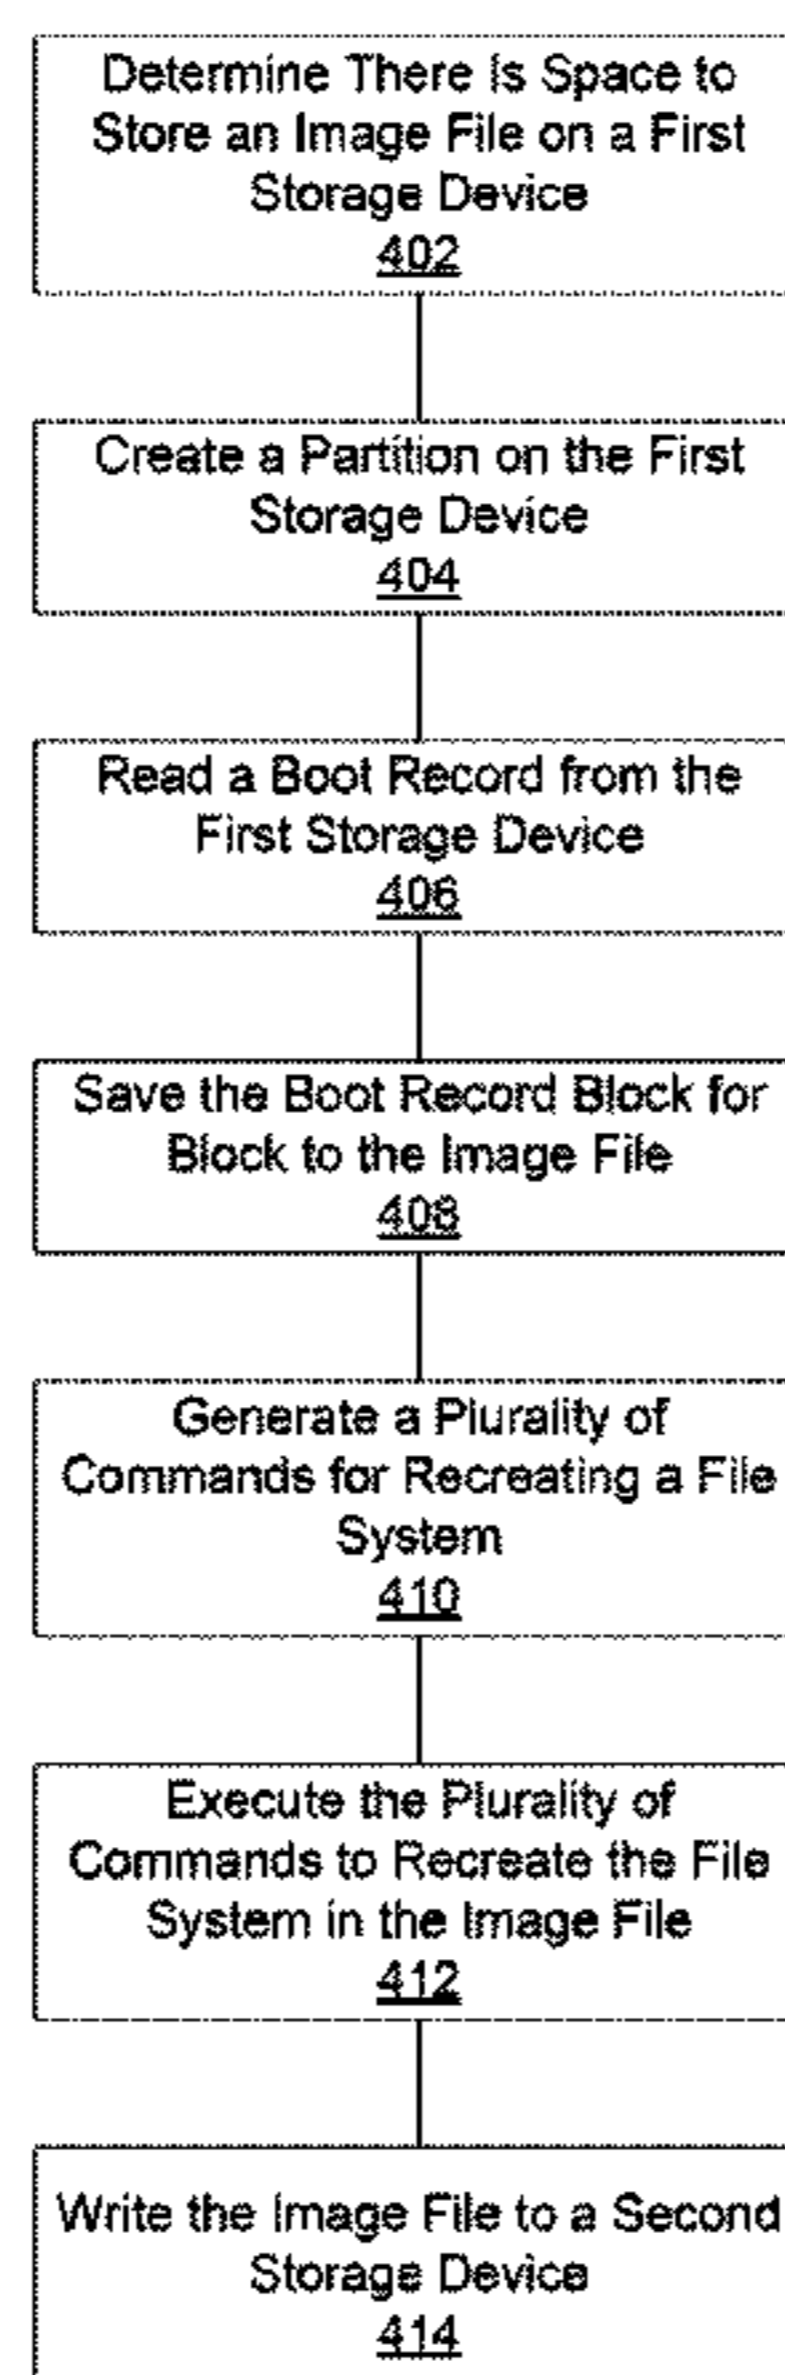 Determine There Is Space to
Store an Image File on a First
Storage Device
402
Create a Partition on the First
Storage Device
404
Read a Boot Record from the
First Storage Device
406
Save the Boot Record Block for
Block to the Image File
408
Generate a Plurality of
Commands for Recreating a File
System
410
Execute the Plurality of
Commands to Recreate the File
System in the Image File
412
Write the Image File to a Second
Storage Device
414